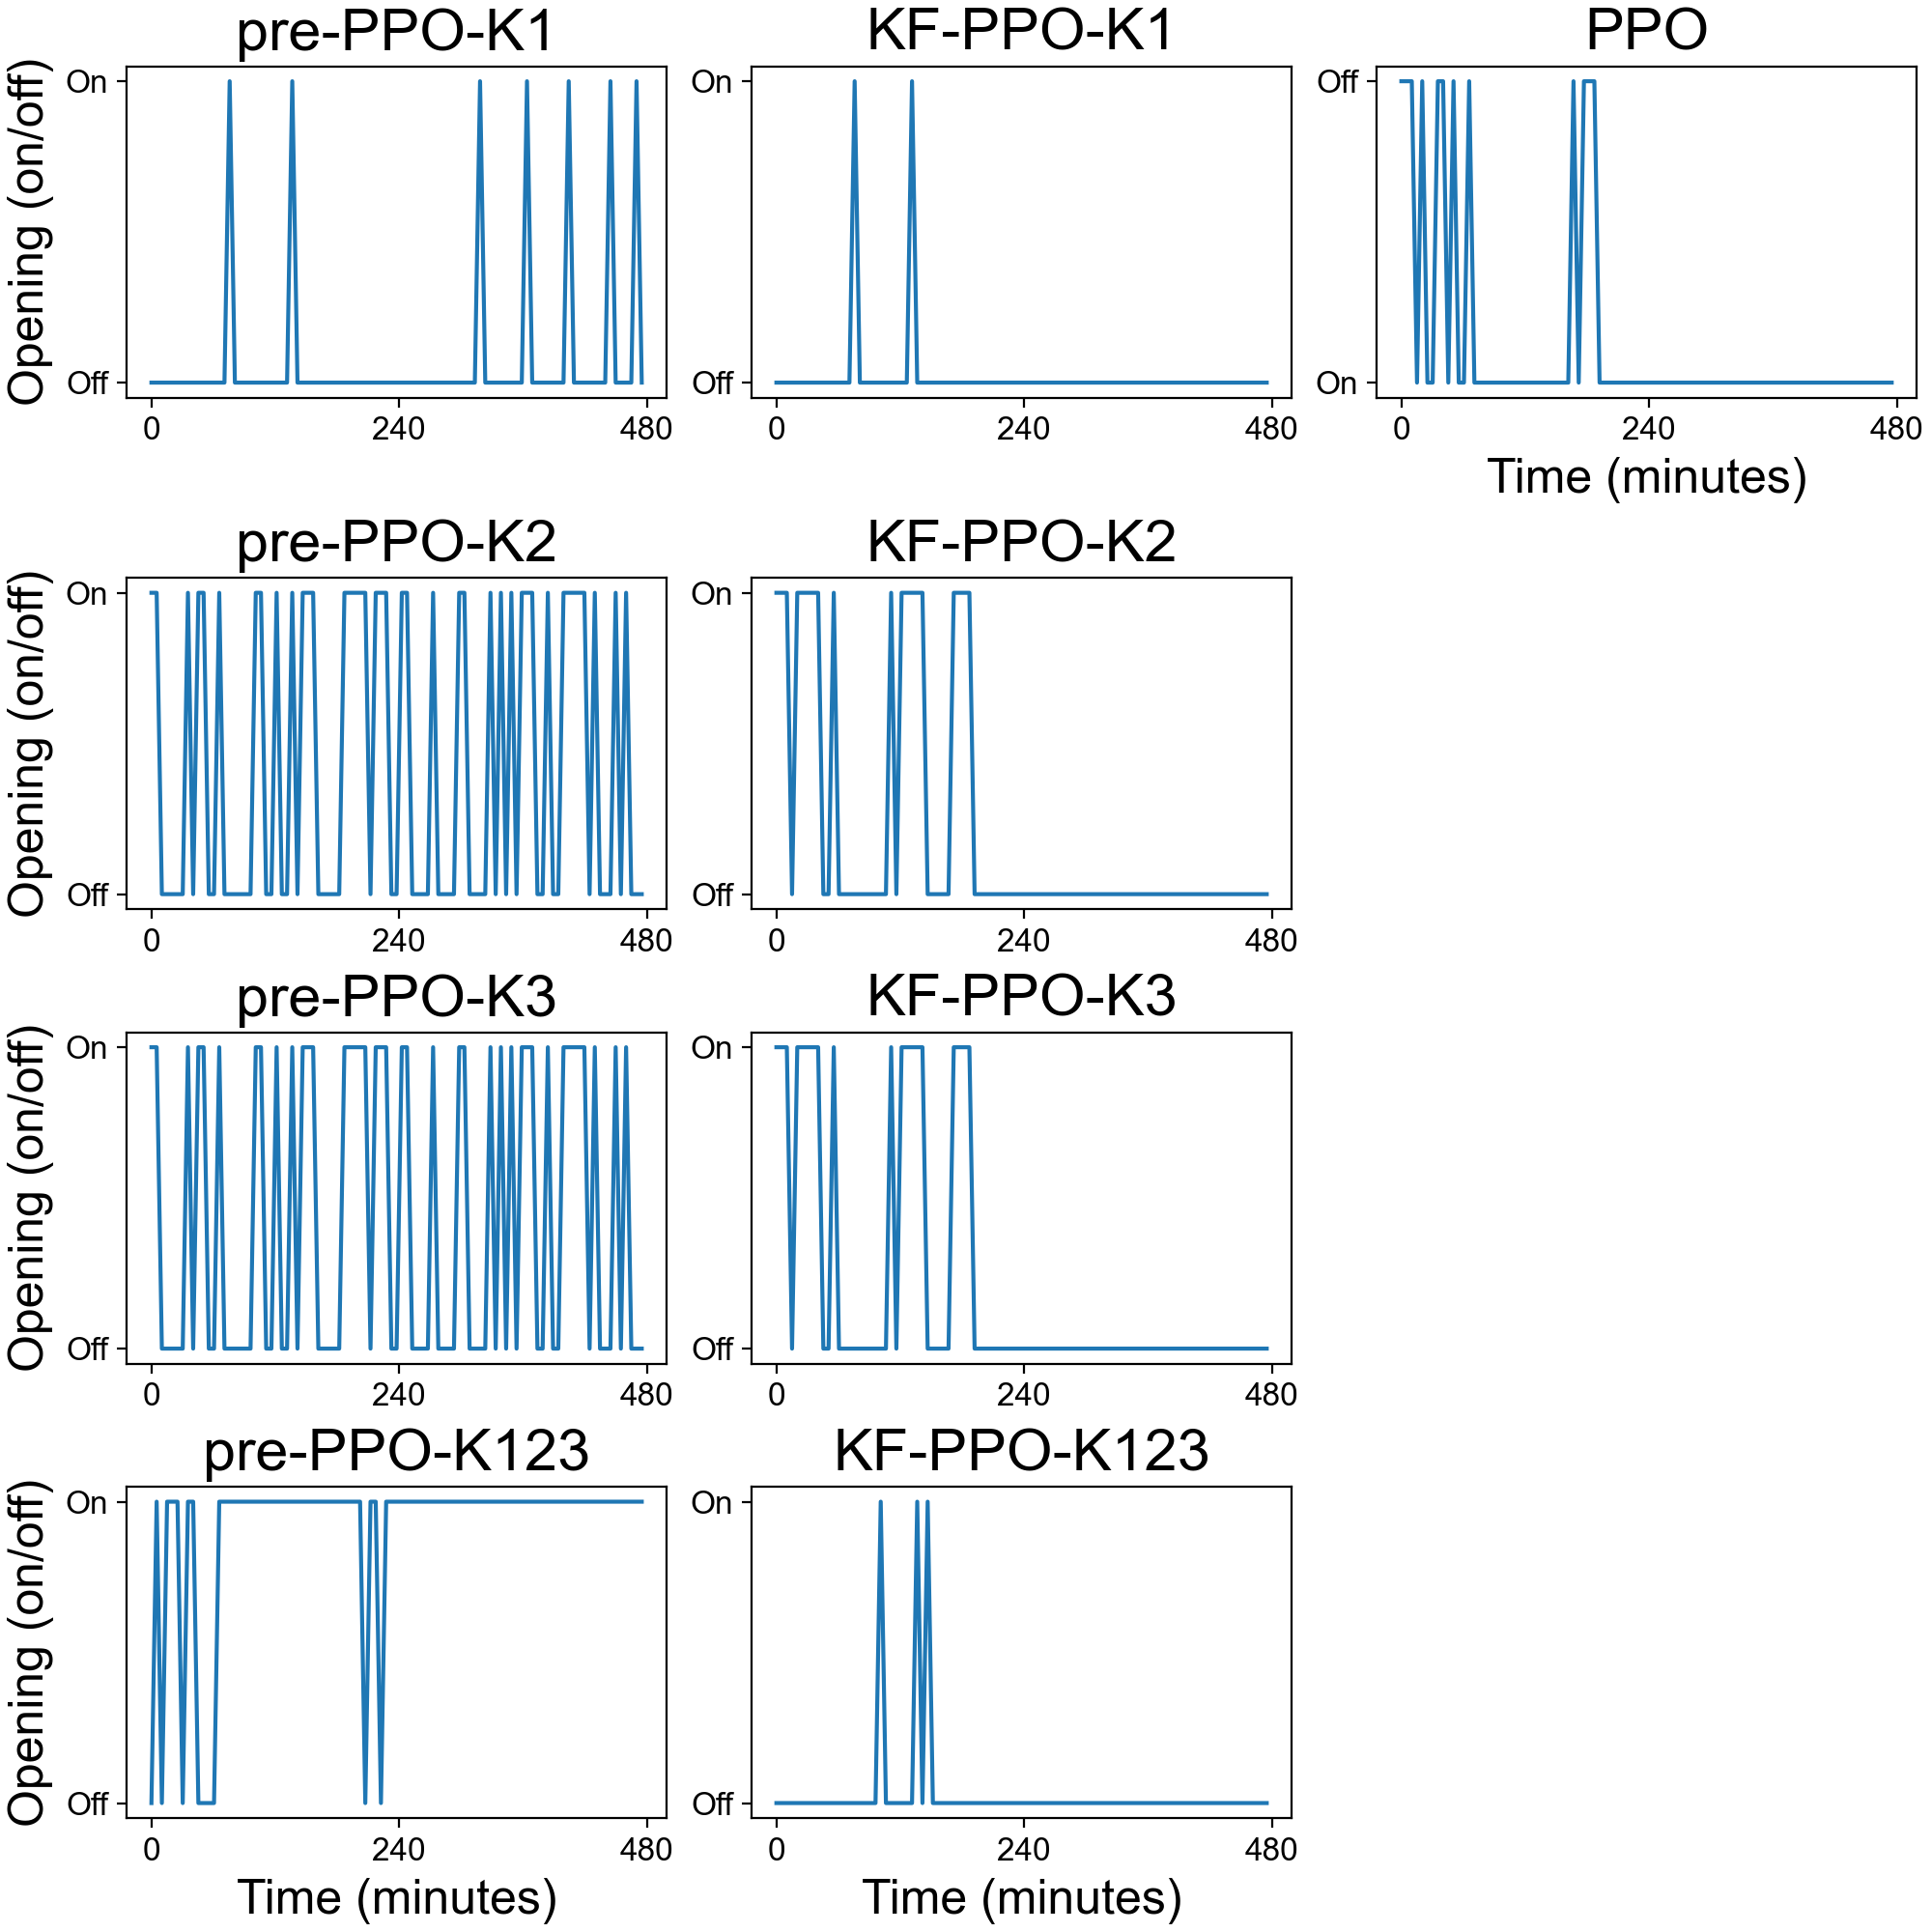 pre-PPO-K1
KF-PPO-K1
PPO
Opening (on/off)
On
Off
0 240 480
On
Off
0 240 480
Off
On
0 240 480
Time (minutes)
pre-PPO-K2
KF-PPO-K2
Opening (on/off)
On
Off
0 240 480
On
Off
0 240 480
pre-PPO-K3
KF-PPO-K3
Opening (on/off)
On
Off
0 240 480
On
Off
0 240 480
pre-PPO-K123
KF-PPO-K123
Opening (on/off)
On
Off
0 240 480
Time (minutes)
On
Off
0 240 480
Time (minutes)